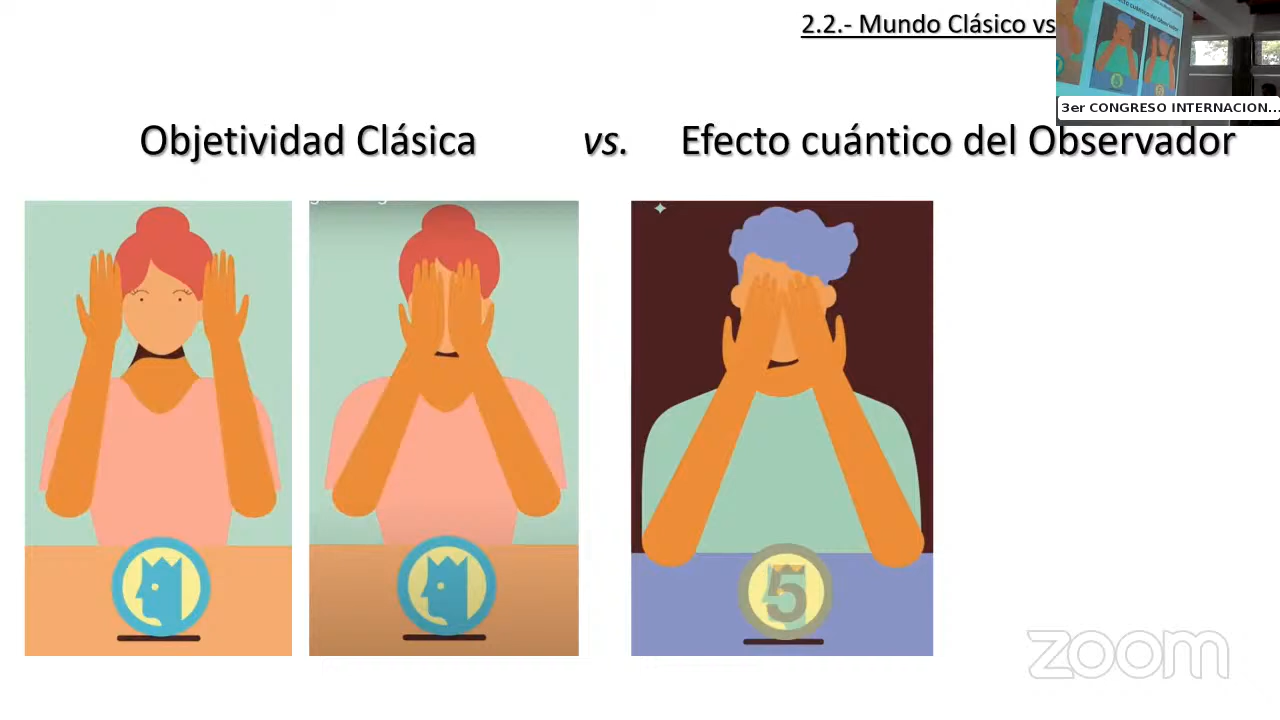 2.2.- Mundo Clásico vs
3er CONGRESO INTERNACION...
Objetividad Clásica vs. Efecto cuántico del Observador
5
zoom